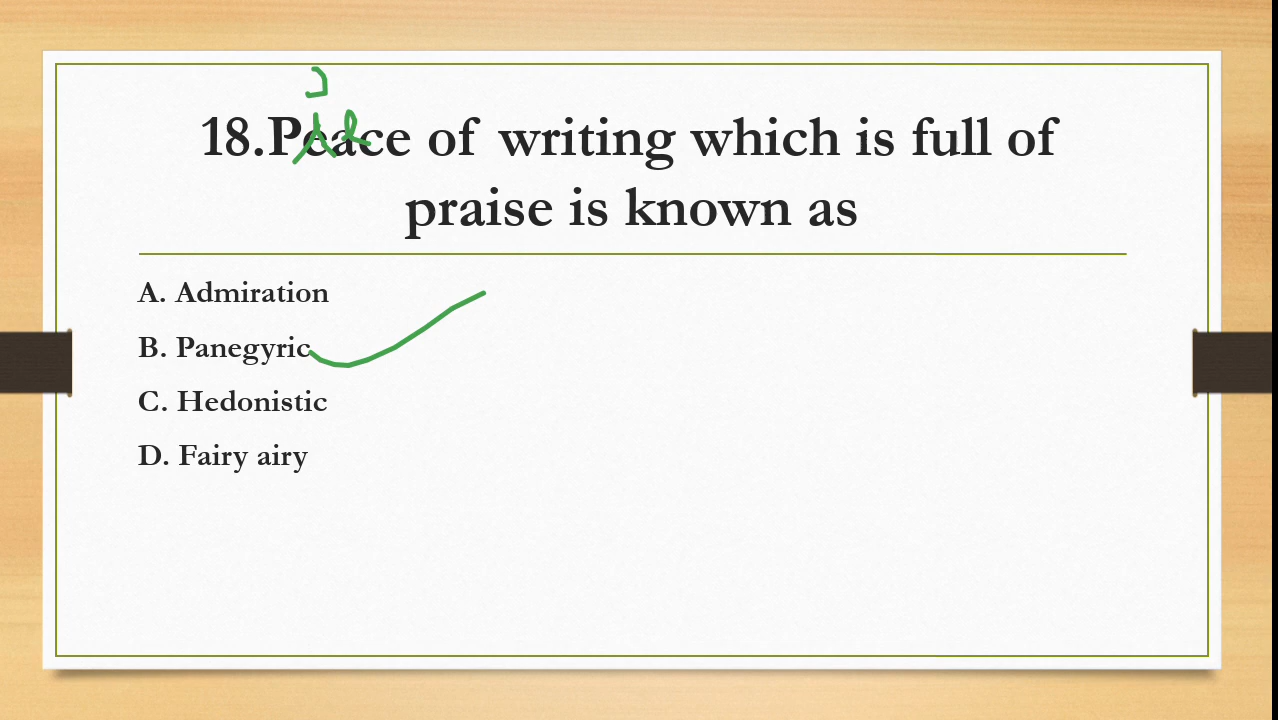 18.Peace of writing which is full of
praise is known as
A. Admiration
B. Panegyric
C. Hedonistic
D. Fairy airy